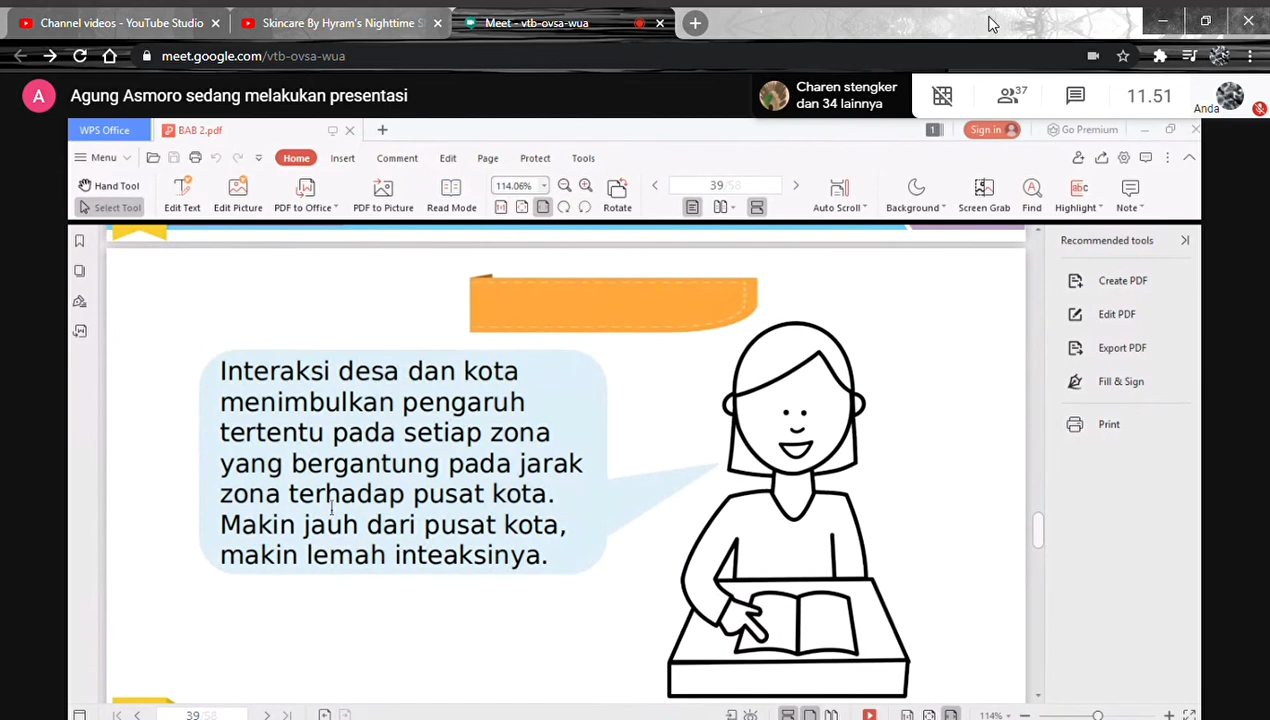 Channel videos - YouTube Studio
Skincare By Hyram's Nighttime S
Meet - vtb-ovsa-wua
meet.google.com/vtb-ovsa-wua
A
Agung Asmoro sedang melakukan presentasi
Charen stengker
dan 34 lainnya
37
11.51
Anda
WPS Office
BAB 2.pdf
1
Sign in
Go Premium
Menu
Home
Insert
Comment
Edit
Page
Protect
Tools
Hand Tool
Select Tool
Edit Text
Edit Picture
PDF to Office
PDF to Picture
Read Mode
114.06%
Rotate
39/58
Auto Scroll
Background
Screen Grab
Find
Highlight
Note
Recommended tools
Create PDF
Edit PDF
Export PDF
Fill & Sign
Print
Interaksi desa dan kota
menimbulkan pengaruh
tertentu pada setiap zona
yang bergantung pada jarak
zona terhadap pusat kota.
Makin jauh dari pusat kota,
makin lemah inteaksinya.
39/58
114%